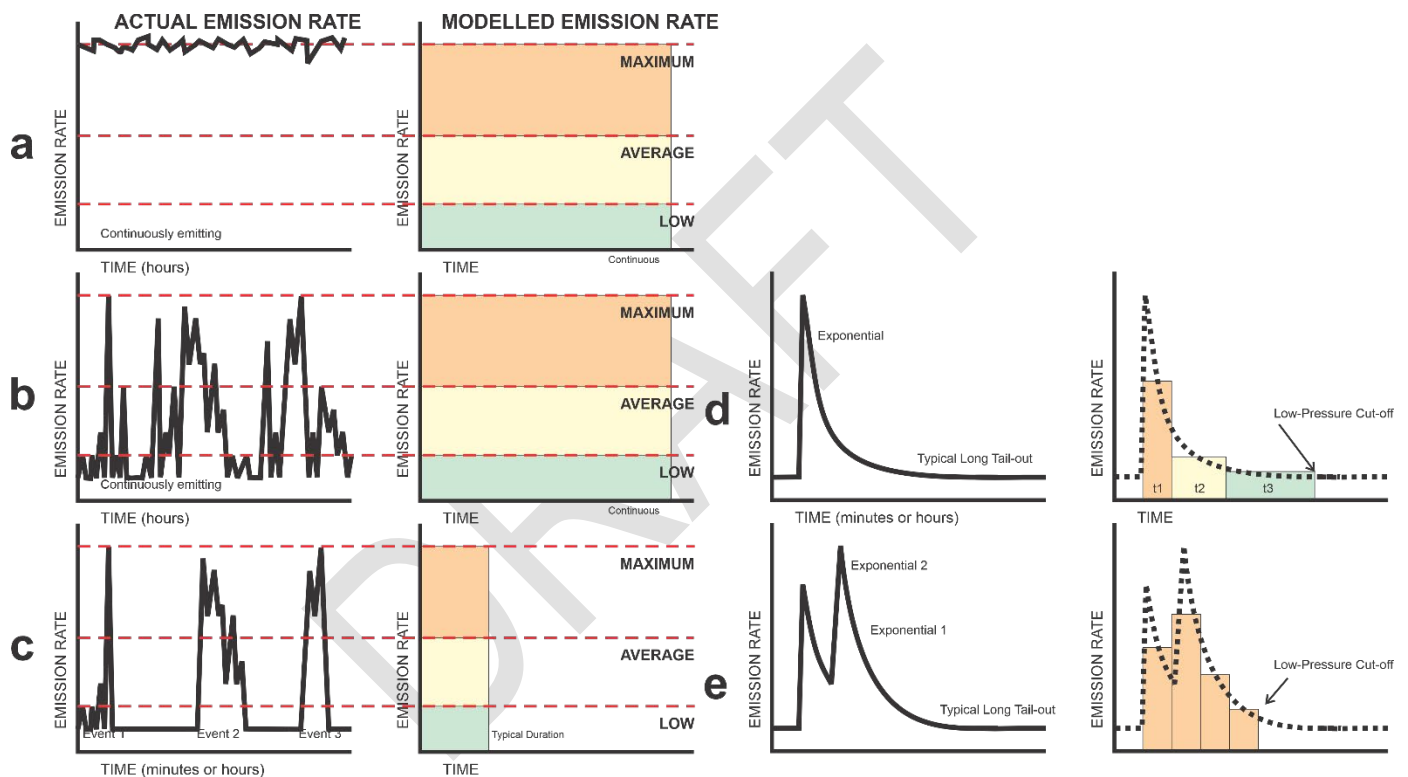 ACTUAL EMISSION RATE
MODELLED EMISSION RATE
a
EMISSION RATE
Continuously emitting
TIME (hours)
EMISSION RATE
MAXIMUM
AVERAGE
LOW
Continuous
TIME
b
EMISSION RATE
Continuously emitting
TIME (hours)
EMISSION RATE
MAXIMUM
AVERAGE
LOW
Continuous
TIME
c
EMISSION RATE
Event 1
Event 2
Event 3
TIME (minutes or hours)
EMISSION RATE
MAXIMUM
AVERAGE
LOW
Typical Duration
TIME
d
EMISSION RATE
Exponential
Typical Long Tail-out
TIME (minutes or hours)
EMISSION RATE
Low-Pressure Cut-off
t1
t2
t3
TIME
e
EMISSION RATE
Exponential 2
Exponential 1
Typical Long Tail-out
EMISSION RATE
Low-Pressure Cut-off
DRAFT